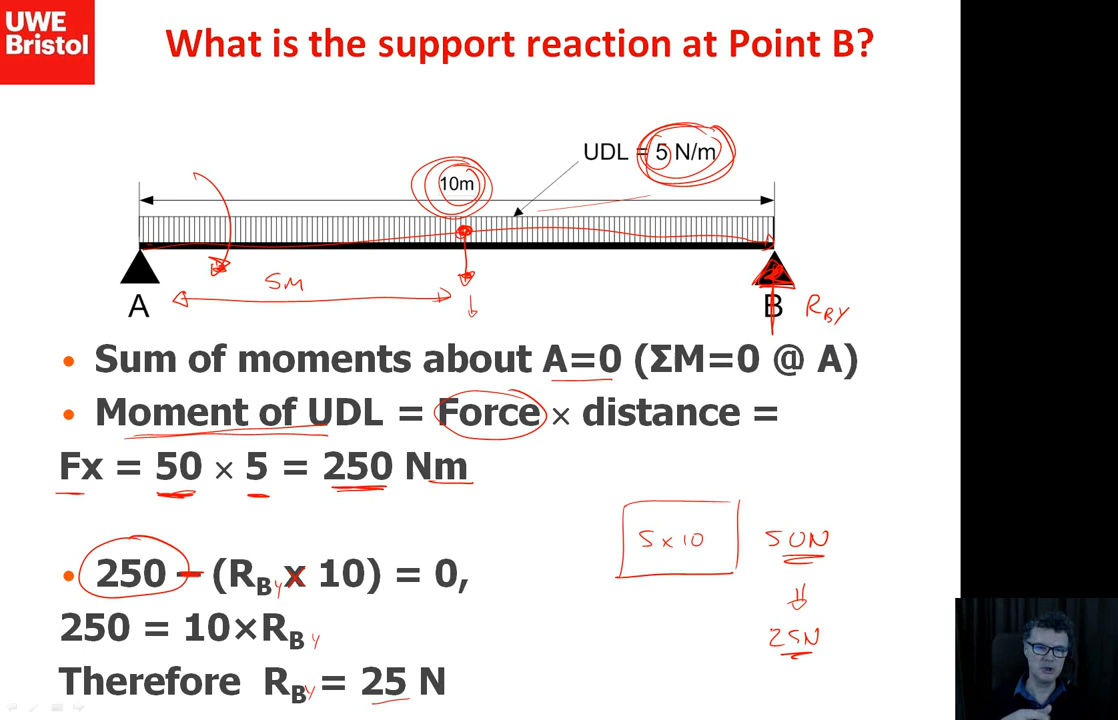 UWE
Bristol
What is the support reaction at Point B?
UDL = 5 N/m
10m
5M
A
B
RBY
• Sum of moments about A=0 (ΣM=0 @ A)
• Moment of UDL = Force × distance =
Fx = 50 × 5 = 250 Nm
5 x 10
50N
• 250 – (RBY x 10) = 0,
250 = 10×RBY
25N
Therefore RBY = 25 N